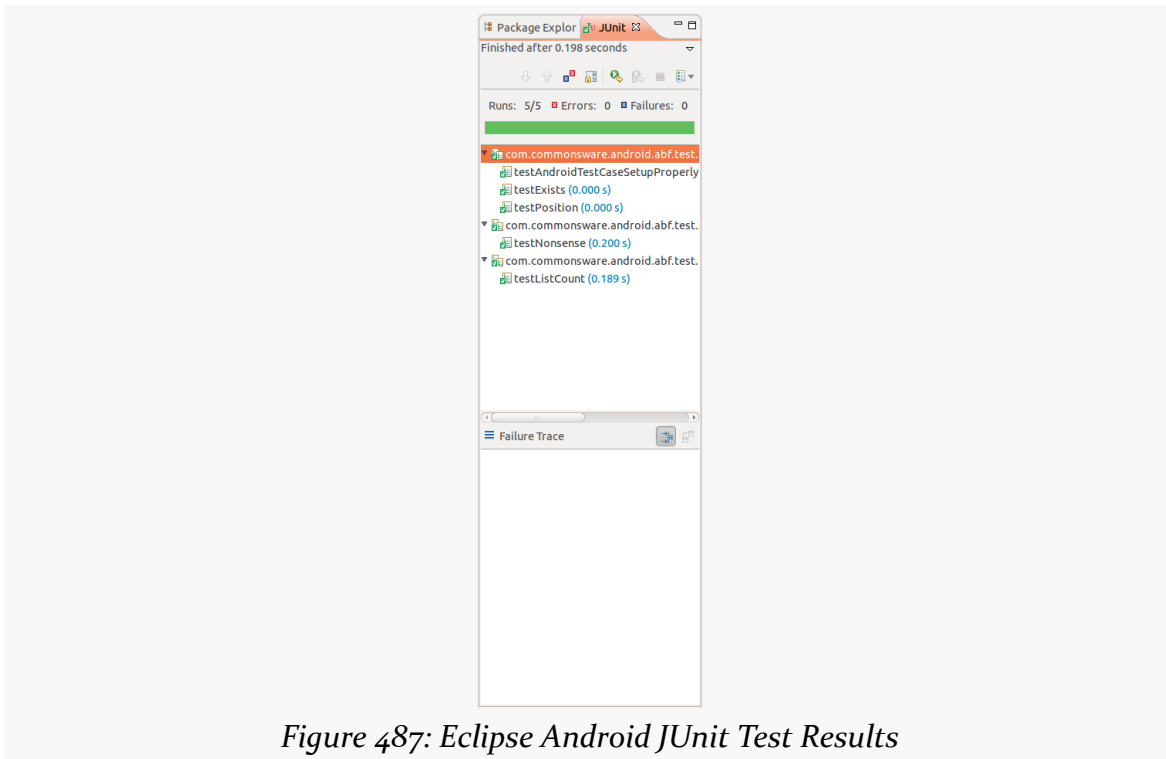 Package Explor JUnit
Finished after 0.198 seconds
Runs: 5/5 Errors: 0 Failures: 0
com.commonsware.android.abf.test.
testAndroidTestCaseSetupProperly
testExists (0.000 s)
testPosition (0.000 s)
com.commonsware.android.abf.test.
testNonsense (0.200 s)
com.commonsware.android.abf.test.
testListCount (0.189 s)
Failure Trace
Figure 487: Eclipse Android JUnit Test Results